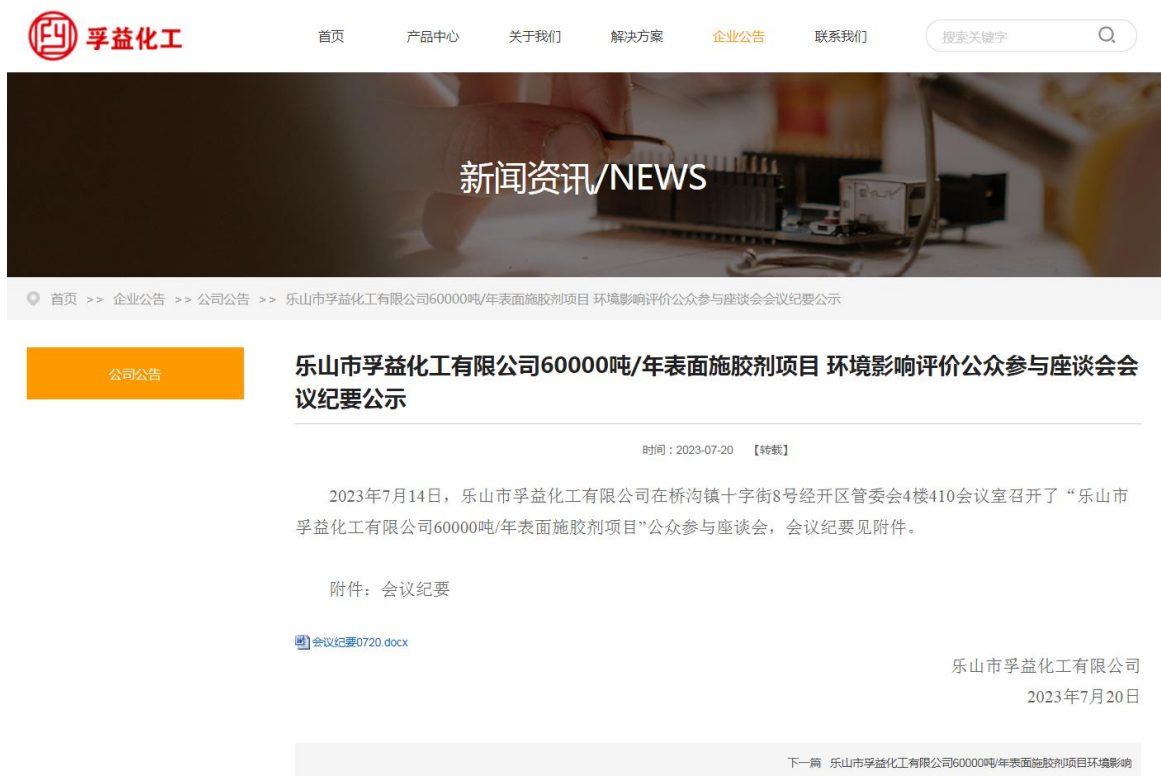 孚益化工
首页 产品中心 关于我们 解决方案 企业公告 联系我们 搜索关键字
新闻资讯/NEWS
首页 >> 企业公告 >> 公司公告 >> 乐山市孚益化工有限公司60000吨/年表面施胶剂项目 环境影响评价公众参与座谈会会议纪要公示
公司公告
乐山市孚益化工有限公司60000吨/年表面施胶剂项目 环境影响评价公众参与座谈会会
议纪要公示
时间：2023-07-20 【转载】
2023年7月14日，乐山市孚益化工有限公司在桥沟镇十字街8号经开区管委会4楼410会议室召开了“乐山市
孚益化工有限公司60000吨/年表面施胶剂项目”公众参与座谈会，会议纪要见附件。
附件：会议纪要
会议纪要0720.docx
乐山市孚益化工有限公司
2023年7月20日
下一篇 乐山市孚益化工有限公司60000吨/年表面施胶剂项目环境影响